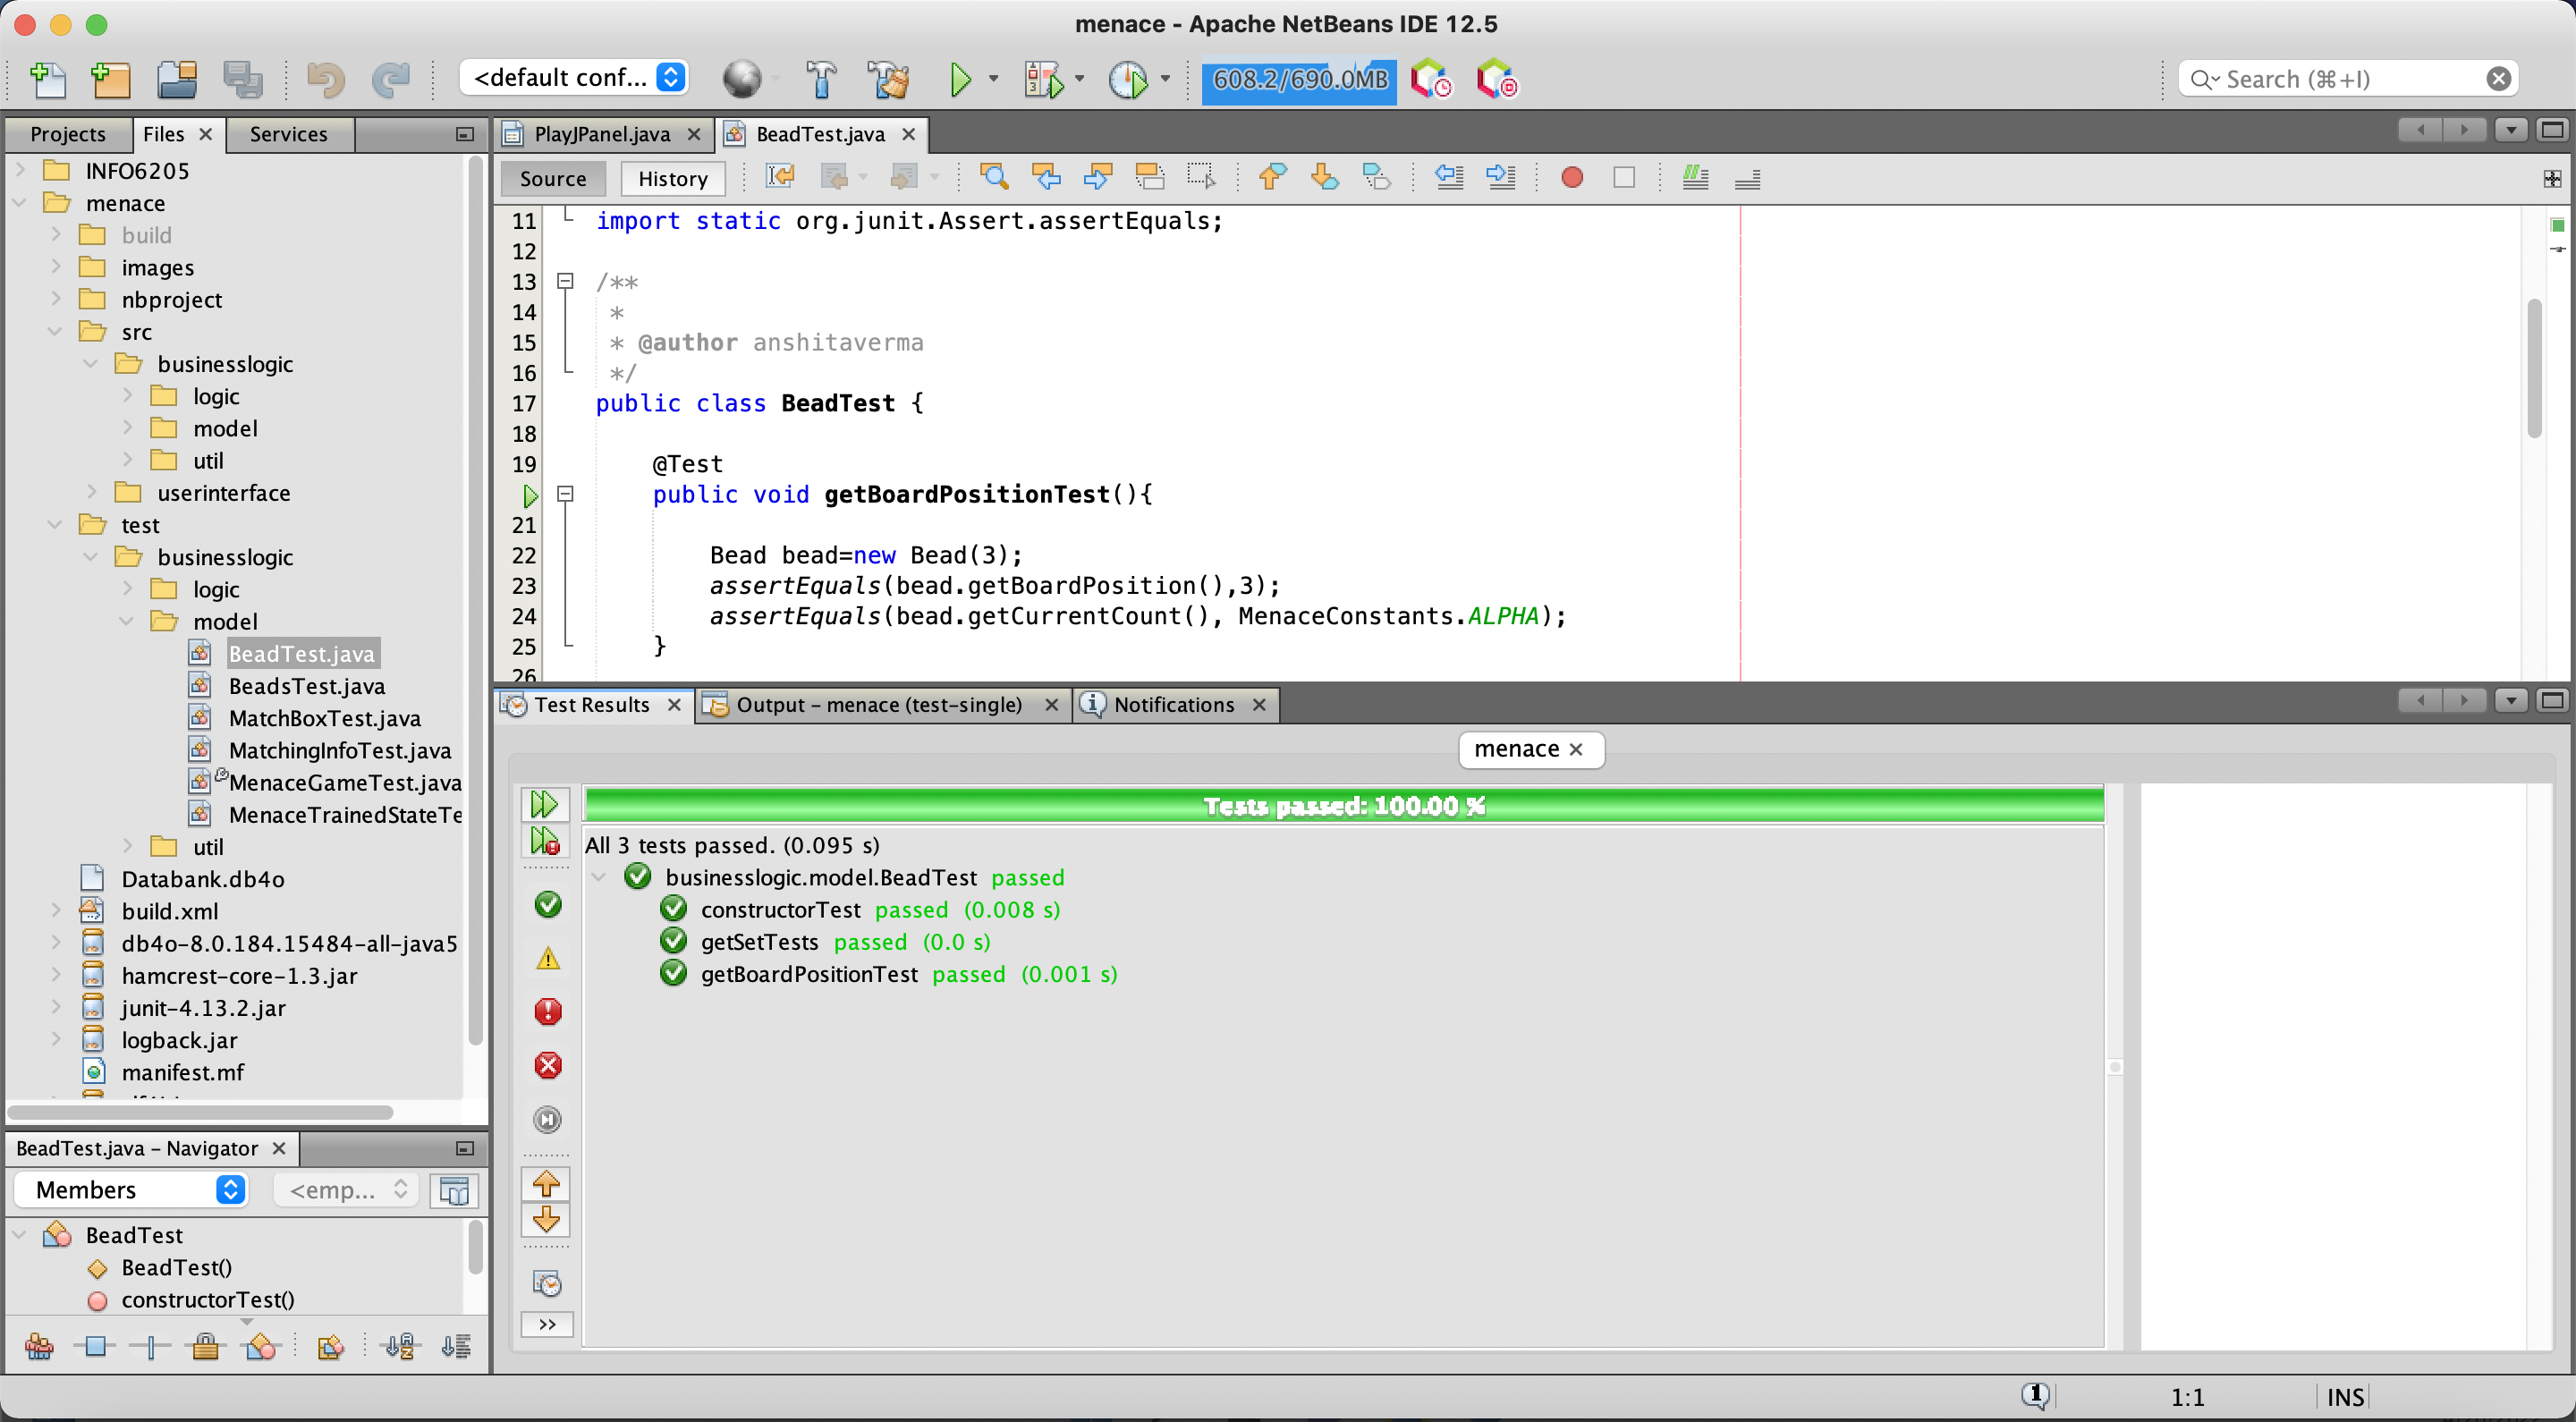 menace - Apache NetBeans IDE 12.5
<default conf...
608.2/690.0MB
Search (⌘+I)
Projects
Files
Services
INFO6205
menace
build
images
nbproject
src
businesslogic
logic
model
util
userinterface
test
businesslogic
logic
model
BeadTest.java
BeadsTest.java
MatchBoxTest.java
MatchingInfoTest.java
MenaceGameTest.java
MenaceTrainedStateTe
util
Databank.db4o
build.xml
db4o-8.0.184.15484-all-java5
hamcrest-core-1.3.jar
junit-4.13.2.jar
logback.jar
manifest.mf
BeadTest.java - Navigator
Members
<emp...
BeadTest
BeadTest()
constructorTest()
PlayJPanel.java
BeadTest.java
Source
History
11 import static org.junit.Assert.assertEquals;
12
13 /**
14 *
15 * @author anshitaverma
16 */
17 public class BeadTest {
18
19 @Test
public void getBoardPositionTest(){
21
22 Bead bead=new Bead(3);
23 assertEquals(bead.getBoardPosition(),3);
24 assertEquals(bead.getCurrentCount(), MenaceConstants.ALPHA);
25 }
26
Test Results
Output - menace (test-single)
Notifications
menace
Tests passed: 100.00 %
All 3 tests passed. (0.095 s)
businesslogic.model.BeadTest passed
constructorTest passed (0.008 s)
getSetTests passed (0.0 s)
getBoardPositionTest passed (0.001 s)
>>
1
1:1
INS